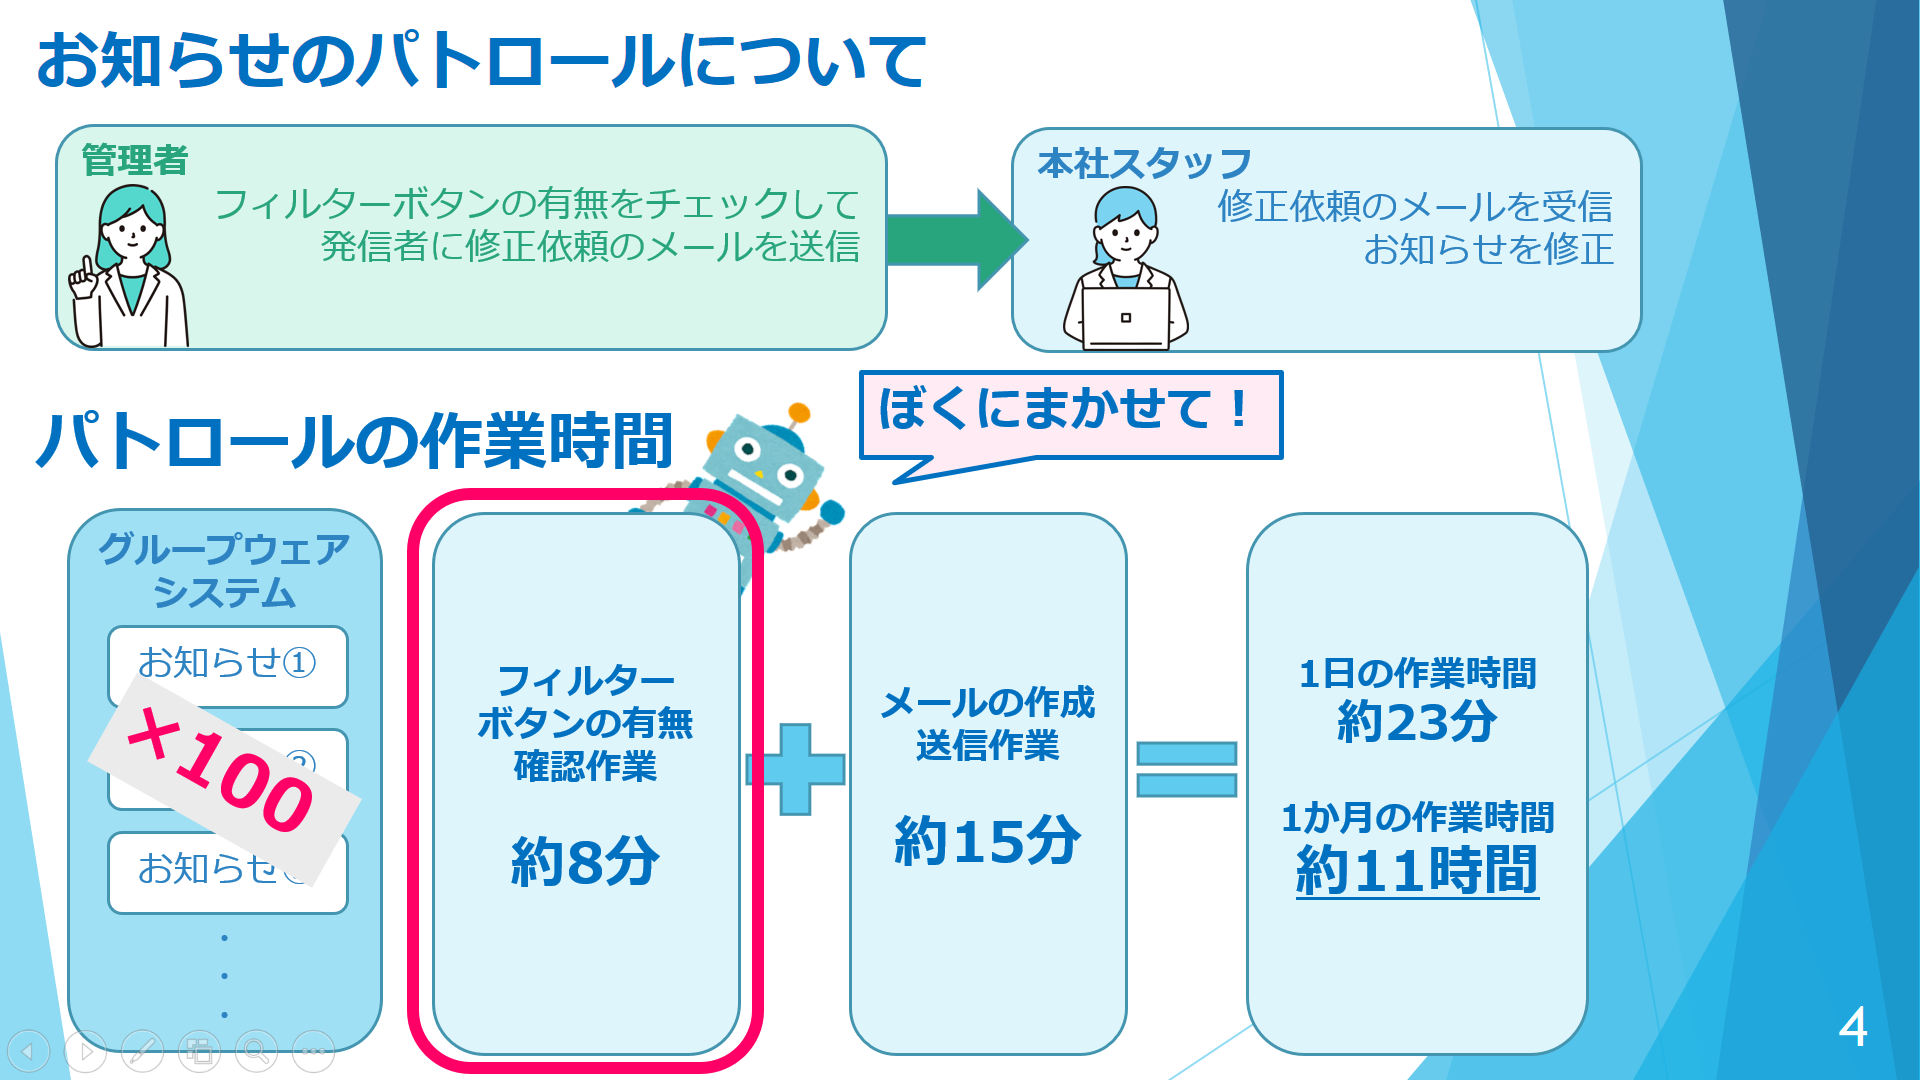 お知らせのパトロールについて
管理者
フィルターボタンの有無をチェックして
発信者に修正依頼のメールを送信
本社スタッフ
修正依頼のメールを受信
お知らせを修正
パトロールの作業時間
ぼくにまかせて！
グループウェア
システム
お知らせ①
②
お知らせ
・
・
・
×100
フィルター
ボタンの有無
確認作業
約8分
メールの作成
送信作業
約15分
1日の作業時間
約23分
1か月の作業時間
約11時間
4